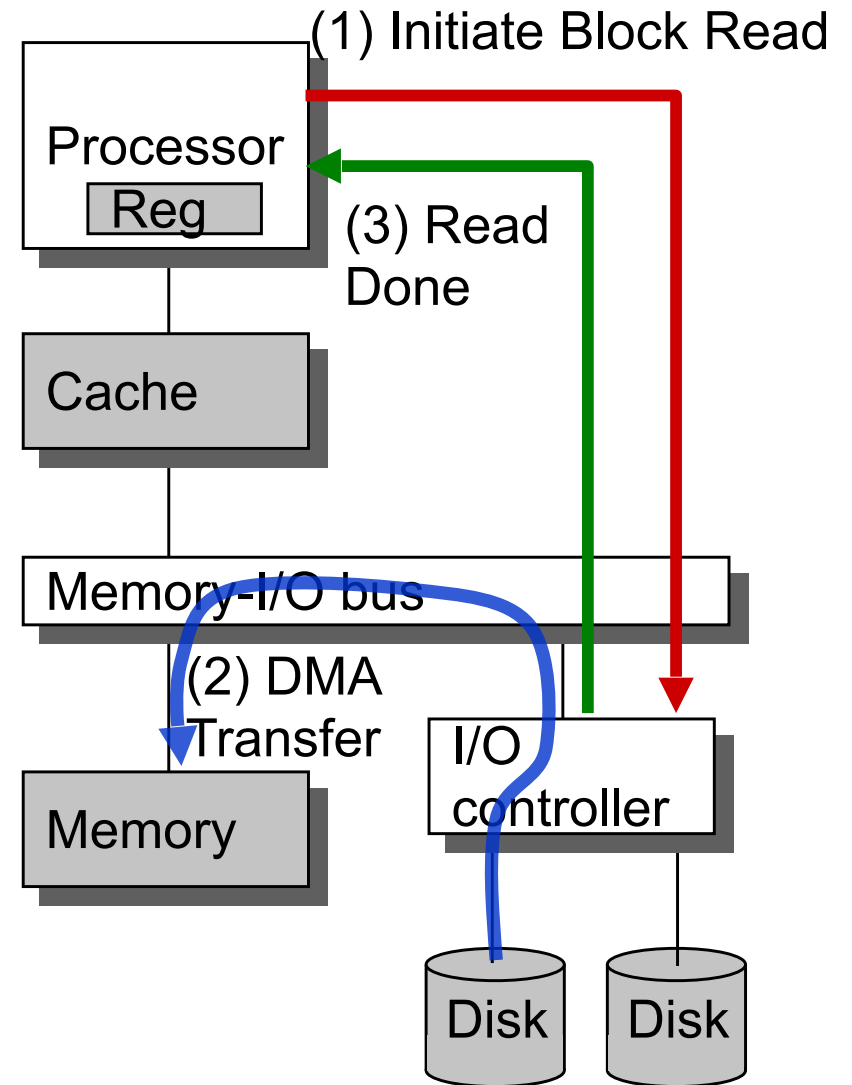 (1) Initiate Block Read
Processor
Reg
(3) Read
Done
Cache
Memory-I/O bus
(2) DMA
Transfer
I/O
controller
Memory
Disk
Disk